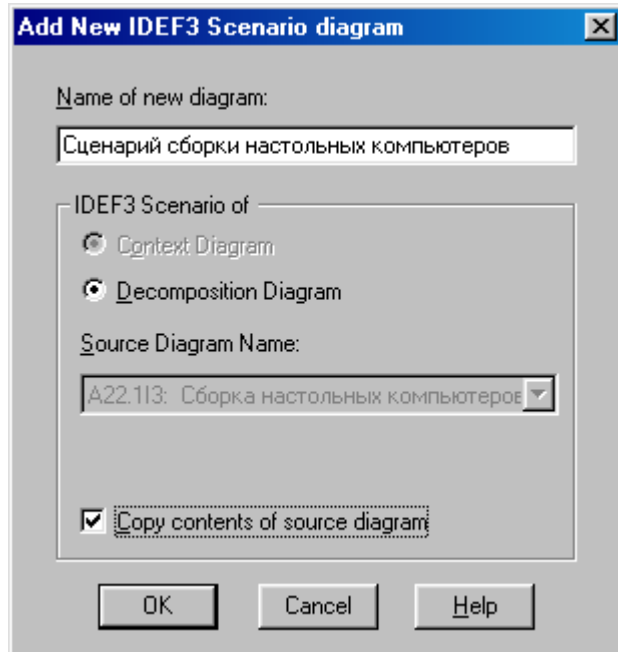 Add New IDEF3 Scenario diagram
Name of new diagram:
Сценарий сборки настольных компьютеров
IDEF3 Scenario of
Context Diagram
Decomposition Diagram
Source Diagram Name:
A22.1I3: Сборка настольных компьютеров
Copy contents of source diagram
OK Cancel Help